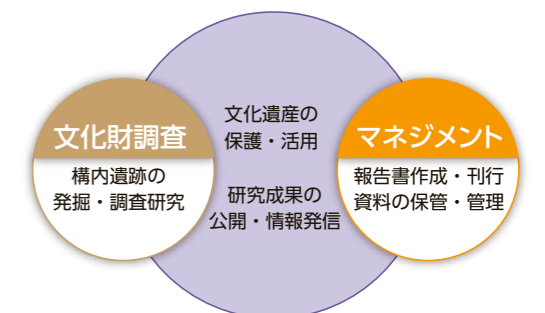 文化財調査
構内遺跡の
発掘・調査研究
文化遺産の
保護・活用
研究成果の
公開・情報発信
マネジメント
報告書作成・刊行
資料の保管・管理